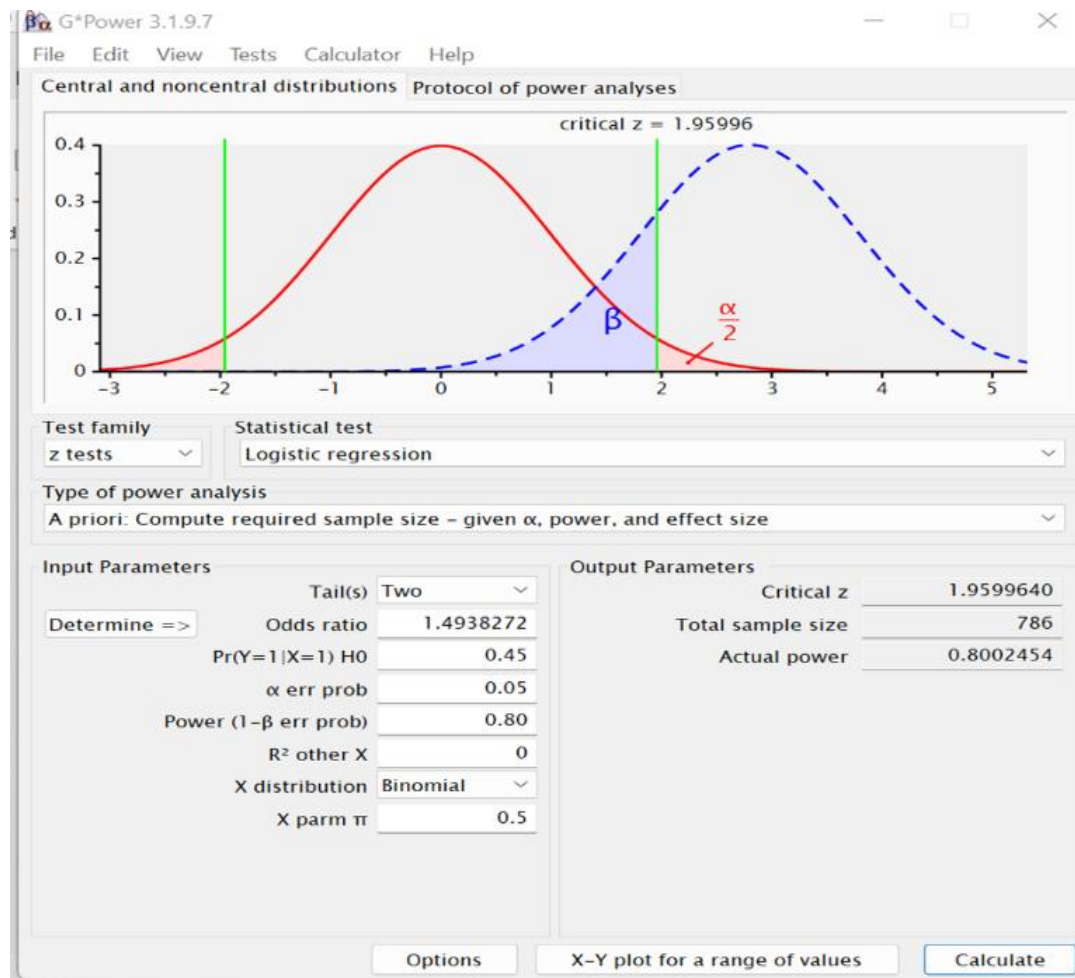 βα G*Power 3.1.9.7
File Edit View Tests Calculator Help
Central and noncentral distributions Protocol of power analyses
critical z = 1.95996
0.4
0.3
0.2
0.1
0
β
α
2
-3 -2 -1 0 1 2 3 4 5
Test family Statistical test
z tests Logistic regression
Type of power analysis
A priori: Compute required sample size – given α, power, and effect size
Input Parameters Output Parameters
Tail(s) Two Critical z 1.9599640
Determine => Odds ratio 1.4938272 Total sample size 786
Pr(Y=1|X=1) H0 0.45 Actual power 0.8002454
α err prob 0.05
Power (1-β err prob) 0.80
R² other X 0
X distribution Binomial
X parm π 0.5
Options X-Y plot for a range of values Calculate